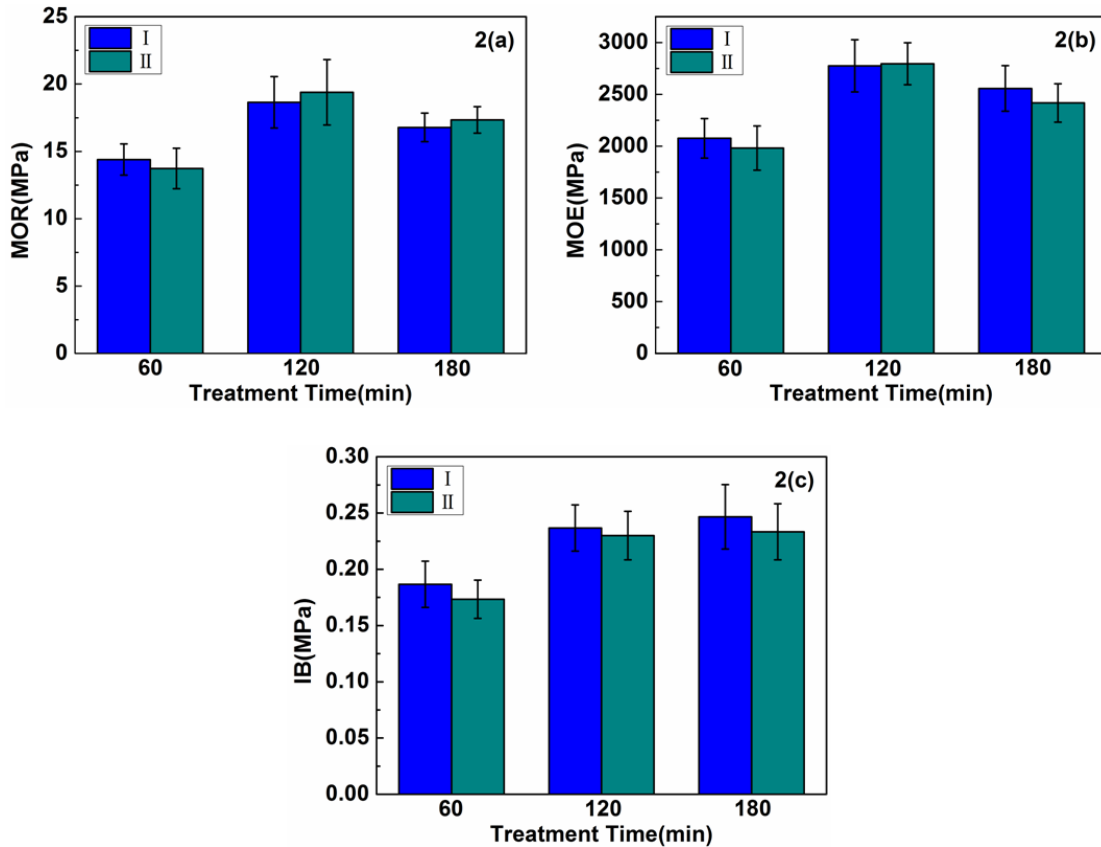 2(a)
Ⅰ
Ⅱ
MOR(MPa)
25
20
15
10
5
0
60 120 180
Treatment Time(min)
2(b)
Ⅰ
Ⅱ
MOE(MPa)
3000
2500
2000
1500
1000
500
0
60 120 180
Treatment Time(min)
2(c)
Ⅰ
Ⅱ
IB(MPa)
0.30
0.25
0.20
0.15
0.10
0.05
0.00
60 120 180
Treatment Time(min)